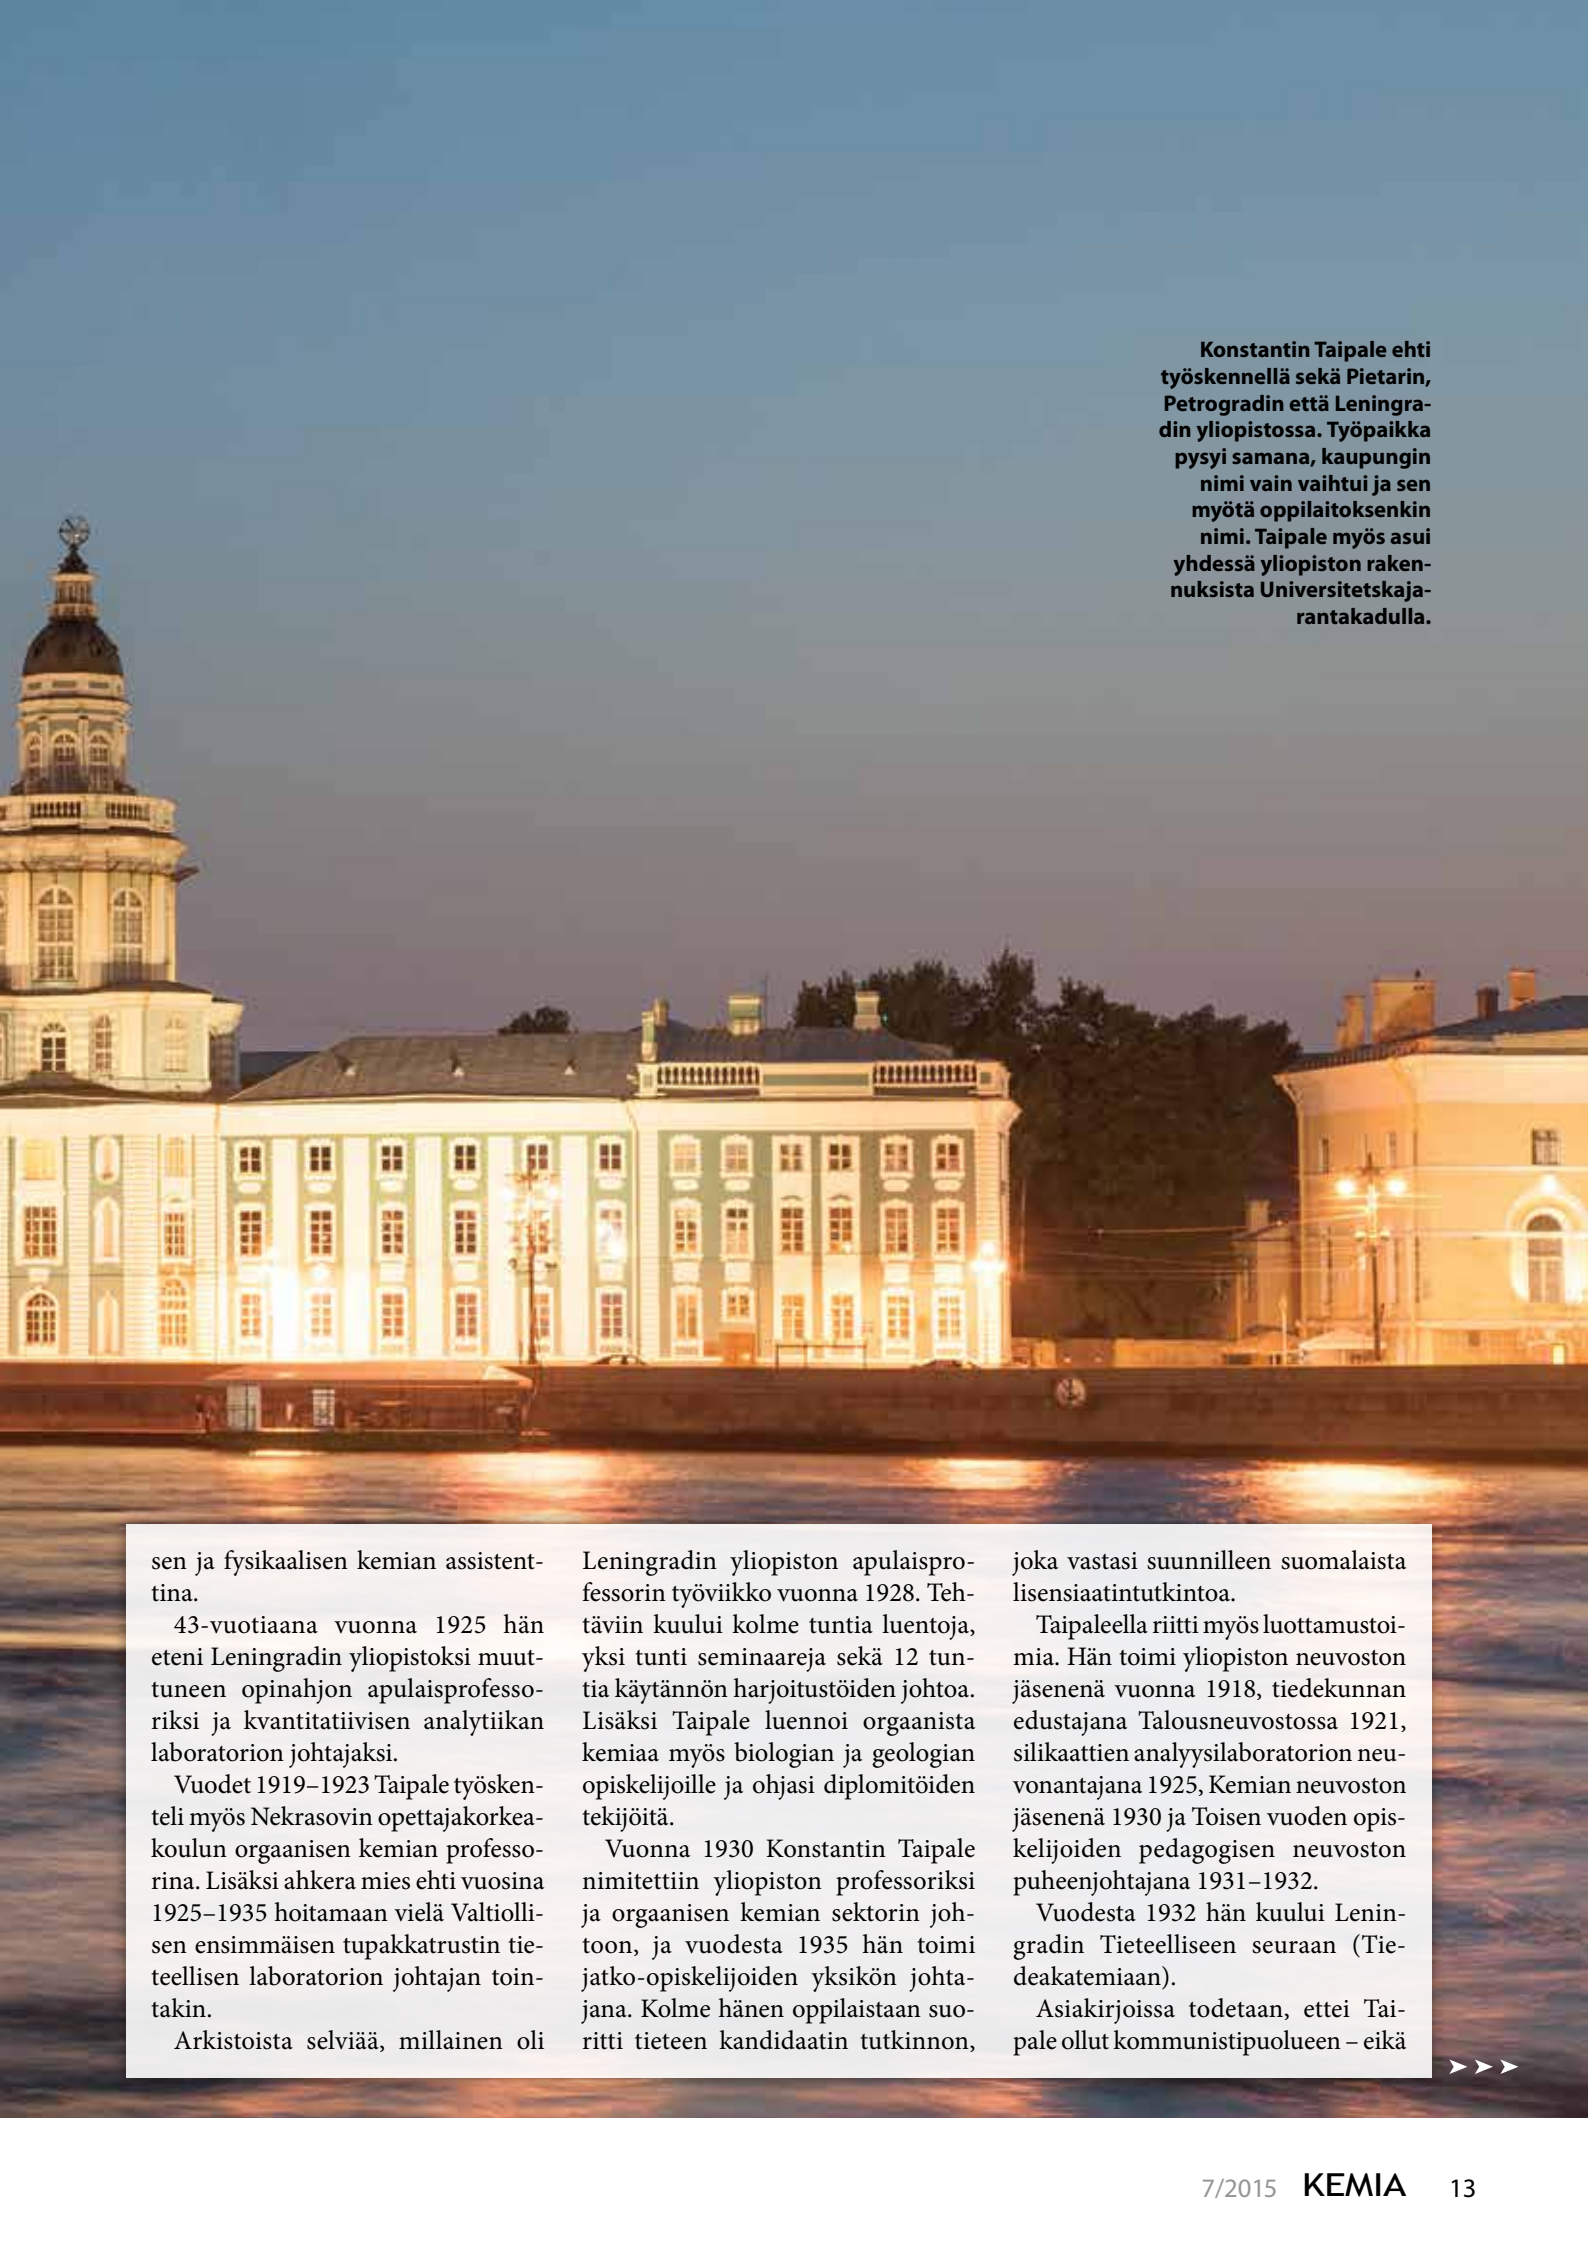 Konstantin Taipale ehti
työskennellä sekä Pietarin,
Petrogradin että Leningra-
din yliopistossa. Työpaikka
pysyi samana, kaupungin
nimi vain vaihtui ja sen
myötä oppilaitoksenkin
nimi. Taipale myös asui
yhdessä yliopiston raken-
nuksista Universitetskaja-
rantakadulla.
sen ja fysikaalisen kemian assistent-
tina.
43-vuotiaana vuonna 1925 hän
eteni Leningradin yliopistoksi muut-
tuneen opinahjon apulaisprofesso-
riksi ja kvantitatiivisen analytiikan
laboratorion johtajaksi.
Vuodet 1919–1923 Taipale työsken-
teli myös Nekrasovin opettajakorkea-
koulun orgaanisen kemian professo-
rina. Lisäksi ahkera mies ehti vuosina
1925–1935 hoitamaan vielä Valtiolli-
sen ensimmäisen tupakkatrustin tie-
teellisen laboratorion johtajan toin-
takin.
Arkistoista selviää, millainen oli
Leningradin yliopiston apulaispro-
fessorin työviikko vuonna 1928. Teh-
täviin kuului kolme tuntia luentoja,
yksi tunti seminaareja sekä 12 tun-
tia käytännön harjoitustöiden johtoa.
Lisäksi Taipale luennoi orgaanista
kemiaa myös biologian ja geologian
opiskelijoille ja ohjasi diplomitöiden
tekijöitä.
Vuonna 1930 Konstantin Taipale
nimitettiin yliopiston professoriksi
ja orgaanisen kemian sektorin joh-
toon, ja vuodesta 1935 hän toimi
jatko-opiskelijoiden yksikön johta-
jana. Kolme hänen oppilaistaan suo-
ritti tieteen kandidaatin tutkinnon,
joka vastasi suunnilleen suomalaista
lisensiaatintutkintoa.
Taipaleella riitti myös luottamustoi-
mia. Hän toimi yliopiston neuvoston
jäsenenä vuonna 1918, tiedekunnan
edustajana Talousneuvostossa 1921,
silikaattien analyysilaboratorion neu-
vonantajana 1925, Kemian neuvoston
jäsenenä 1930 ja Toisen vuoden opis-
kelijoiden pedagogisen neuvoston
puheenjohtajana 1931–1932.
Vuodesta 1932 hän kuului Lenin-
gradin Tieteelliseen seuraan (Tie-
deakatemiaan).
Asiakirjoissa todetaan, ettei Tai-
pale ollut kommunistipuolueen – eikä
7/2015 KEMIA 13